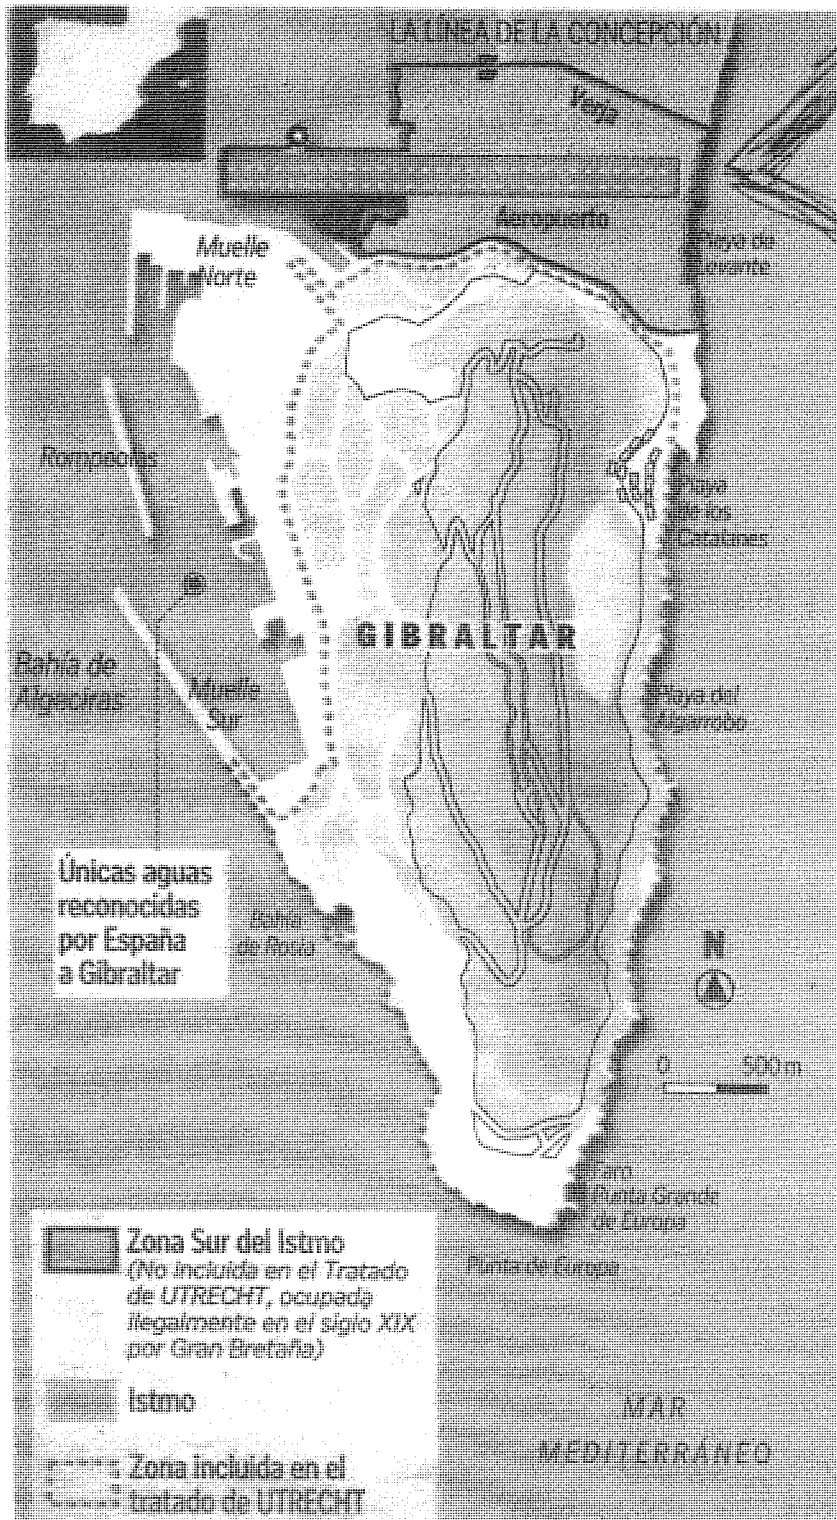 LA LÍNEA DE LA CONCEPCIÓN
Verja
Aeropuerto
Muelle
Norte
Playa de
Levante
Rompeolas
Playa
de los
Catalanes
GIBRALTAR
Bahía de
Algeciras
Muelle
Sur
Playa del
Algarrobo
Únicas aguas
reconocidas
por España
a Gibraltar
Bahía
de Rosia
N
0 500 m
Faro
Punta Grande
de Europa
Punta de Europa
Zona Sur del Istmo
(No incluida en el Tratado
de UTRECHT, ocupada
ilegalmente en el siglo XIX
por Gran Bretaña)
Istmo
Zona incluida en el
tratado de UTRECHT
MAR
MEDITERRÁNEO